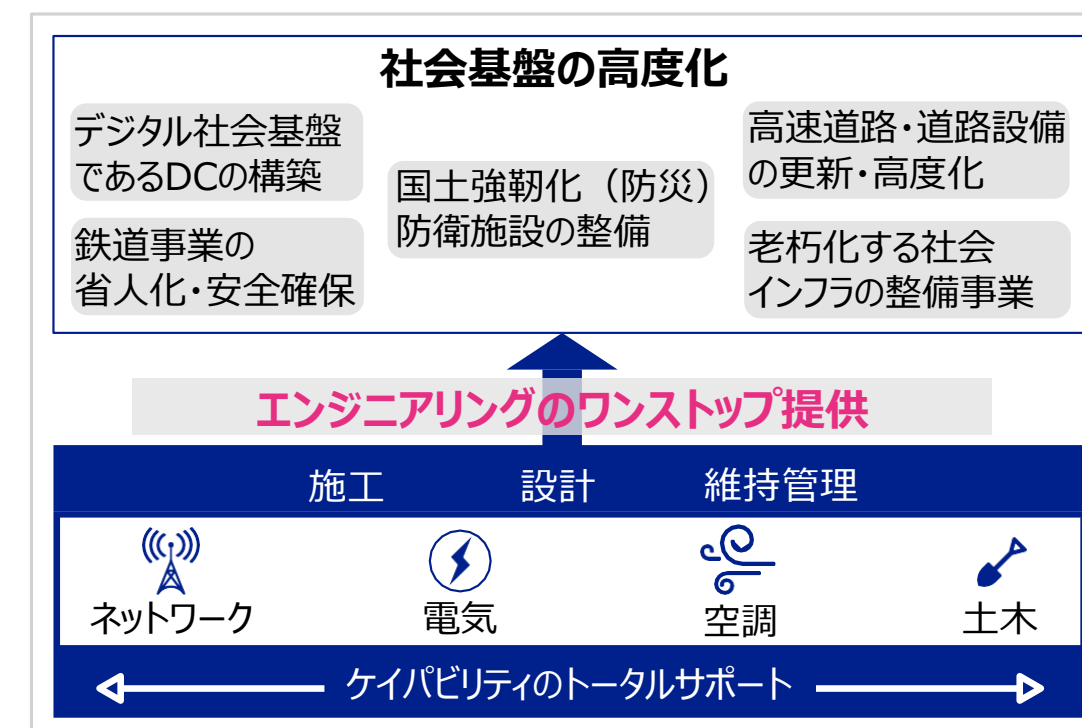 社会基盤の高度化
デジタル社会基盤
であるDCの構築
鉄道事業の
省人化・安全確保
国土強靭化（防災）
防衛施設の整備
高速道路・道路設備
の更新・高度化
老朽化する社会
インフラの整備事業
エンジニアリングのワンストップ提供
施工 設計 維持管理
ネットワーク 電気 空調 土木
ケイパビリティのトータルサポート